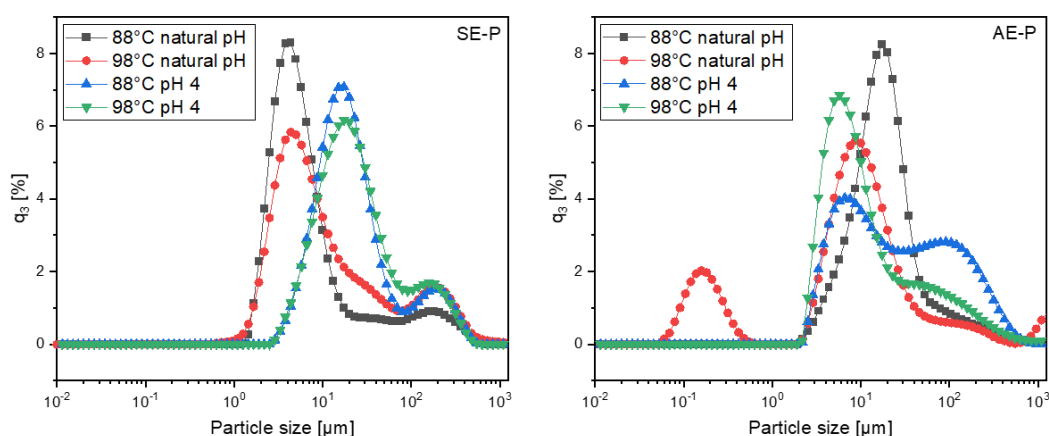 SE-P
88°C natural pH
98°C natural pH
88°C pH 4
98°C pH 4
q₃ [%]
8
6
4
2
0
10⁻² 10⁻¹ 10⁰ 10¹ 10² 10³
Particle size [µm]
AE-P
88°C natural pH
98°C natural pH
88°C pH 4
98°C pH 4
q₃ [%]
8
6
4
2
0
10⁻² 10⁻¹ 10⁰ 10¹ 10² 10³
Particle size [µm]